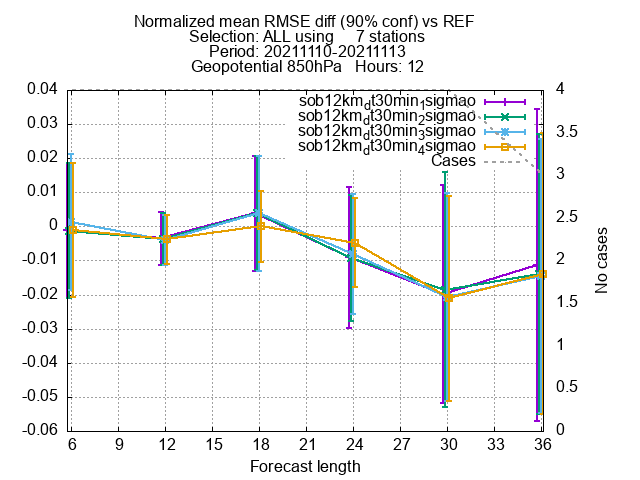 Normalized mean RMSE diff (90% conf) vs REF
Selection: ALL using 7 stations
Period: 20211110-20211113
Geopotential 850hPa Hours: 12
sob12km_dt30min_1sigmao
sob12km_dt30min_2sigmao
sob12km_dt30min_3sigmao
sob12km_dt30min_4sigmao
Cases
0.04
0.03
0.02
0.01
0
-0.01
-0.02
-0.03
-0.04
-0.05
-0.06
4
3.5
3
2.5
2
1.5
1
0.5
0
No cases
6 9 12 15 18 21 24 27 30 33 36
Forecast length